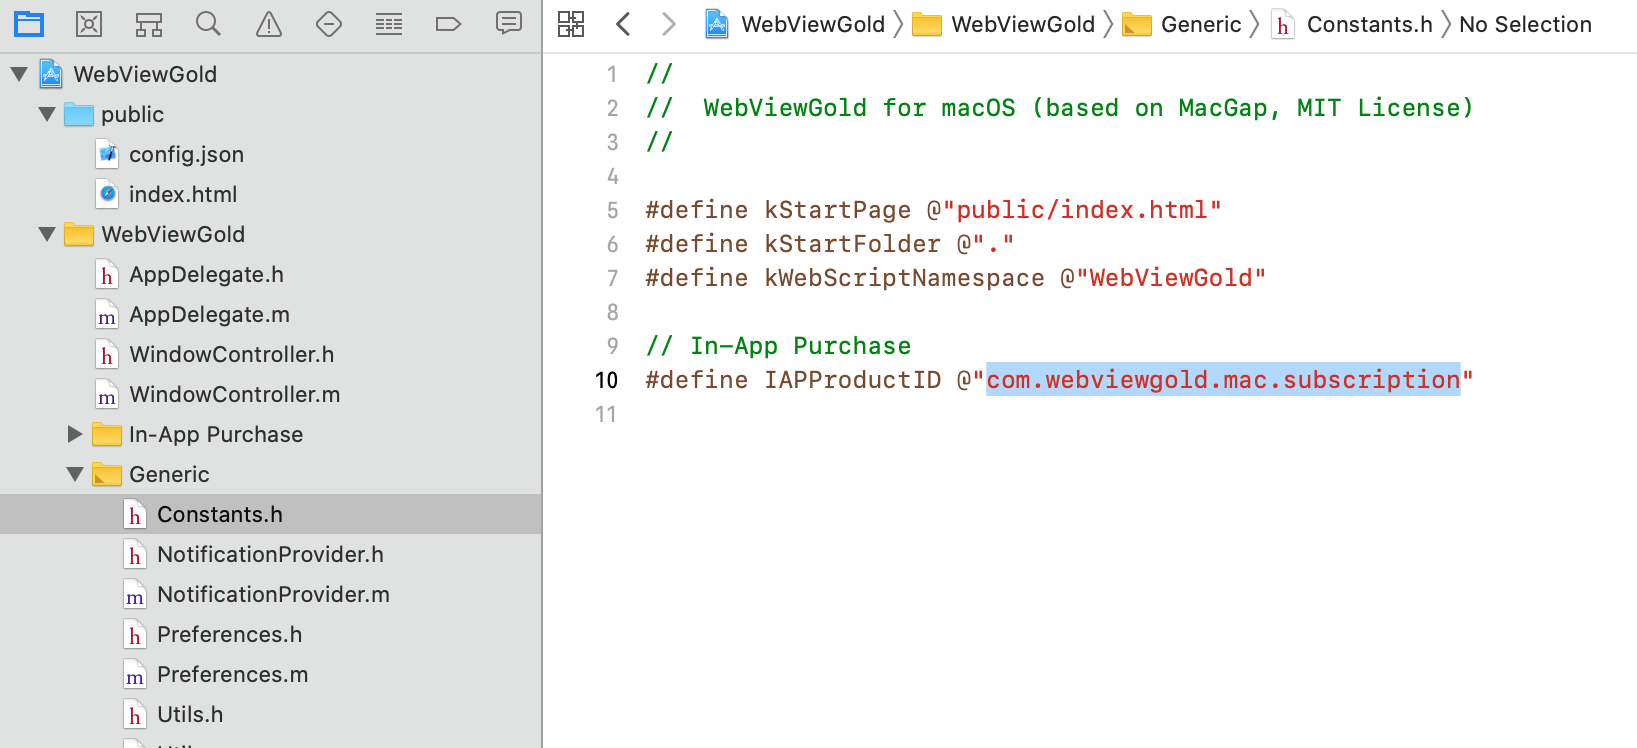 WebViewGold
public
config.json
index.html
WebViewGold
AppDelegate.h
AppDelegate.m
WindowController.h
WindowController.m
In-App Purchase
Generic
Constants.h
NotificationProvider.h
NotificationProvider.m
Preferences.h
Preferences.m
Utils.h
WebViewGold WebViewGold Generic h Constants.h No Selection
1 //
2 //  WebViewGold for macOS (based on MacGap, MIT License)
3 //
4
5 #define kStartPage @"public/index.html"
6 #define kStartFolder @"."
7 #define kWebScriptNamespace @"WebViewGold"
8
9 // In-App Purchase
10 #define IAPProductID @"com.webviewgold.mac.subscription"
11